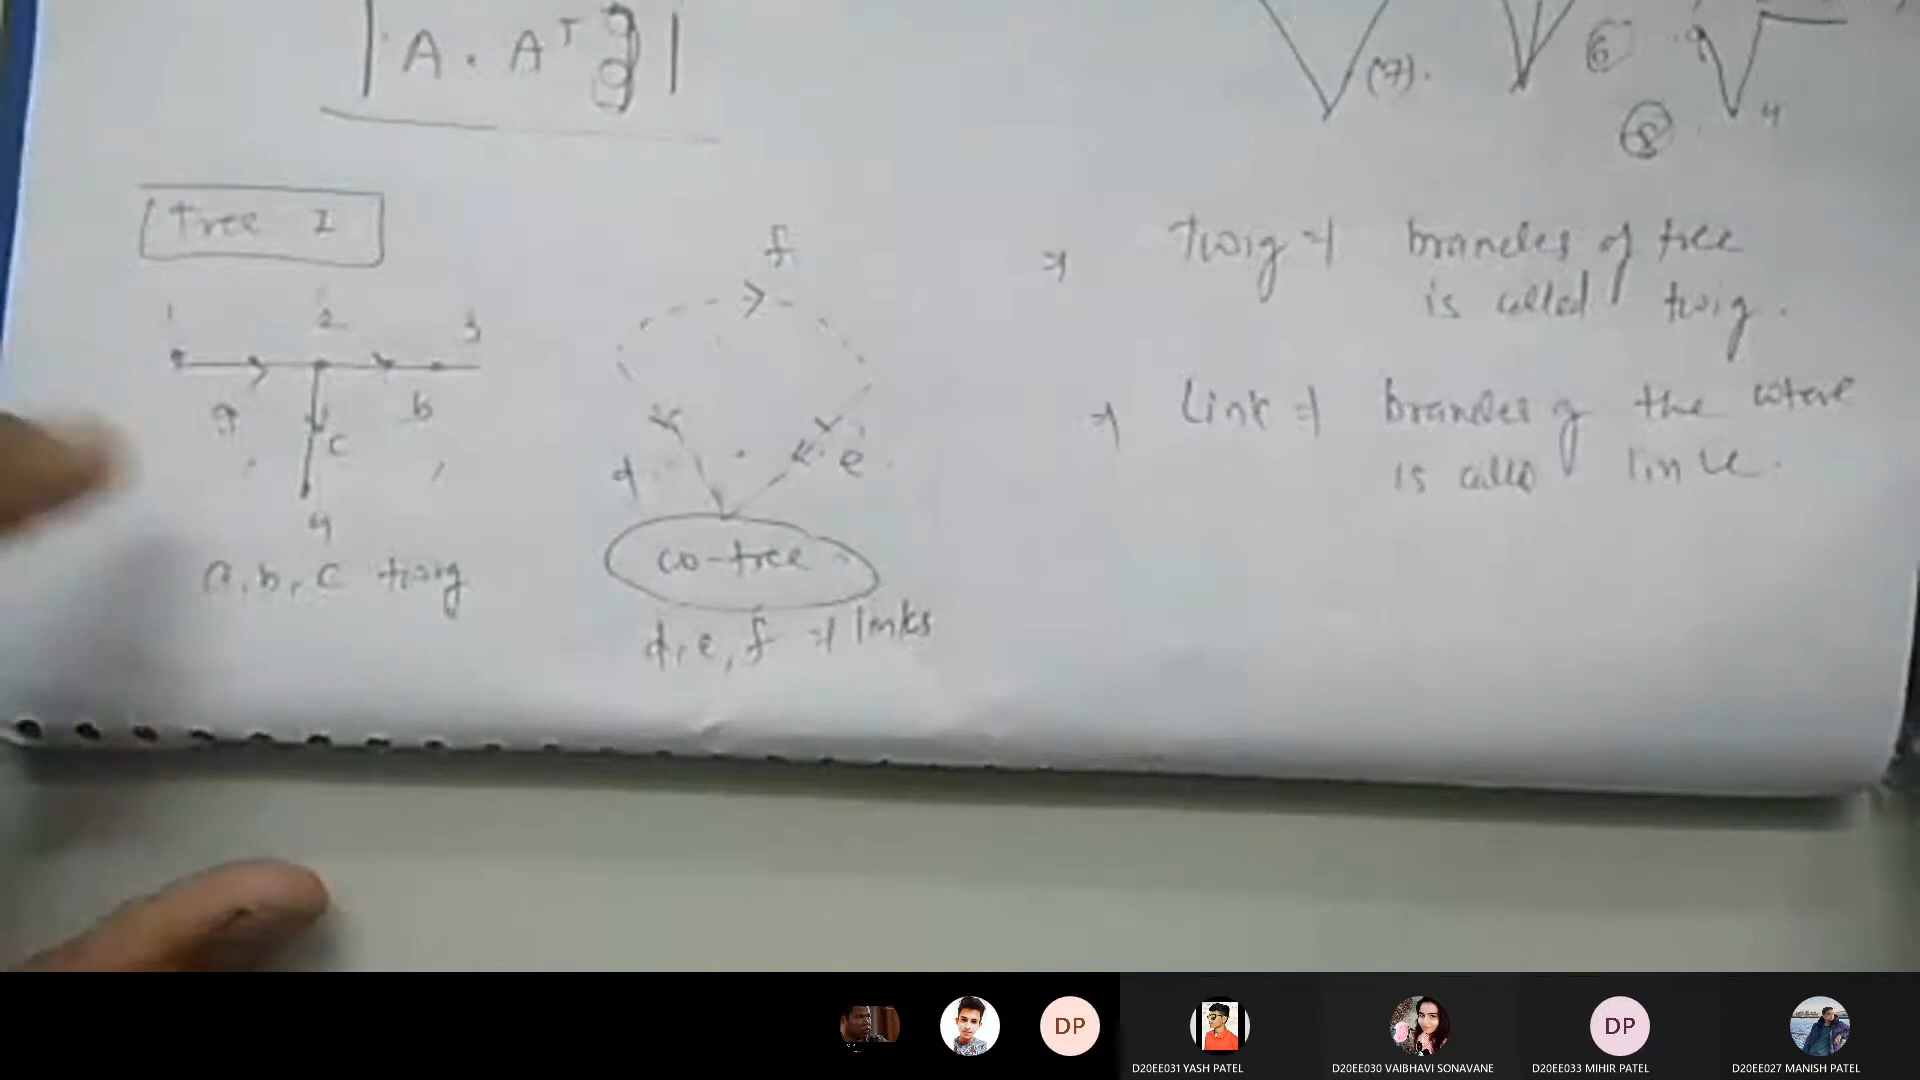 | A . Aᵀ |
(7).
6
8
4
Tree 1
1 2 3
a b
c
4
a, b, c twig
f
d
e
co-tree
d, e, f ⇒ links
⇒ twig ⇒ branches of tree
is called twig.
⇒ Link ⇒ branches of the cotree
is called link.
DP
DP
D20EE031 YASH PATEL
D20EE030 VAIBHAVI SONAVANE
D20EE033 MIHIR PATEL
D20EE027 MANISH PATEL